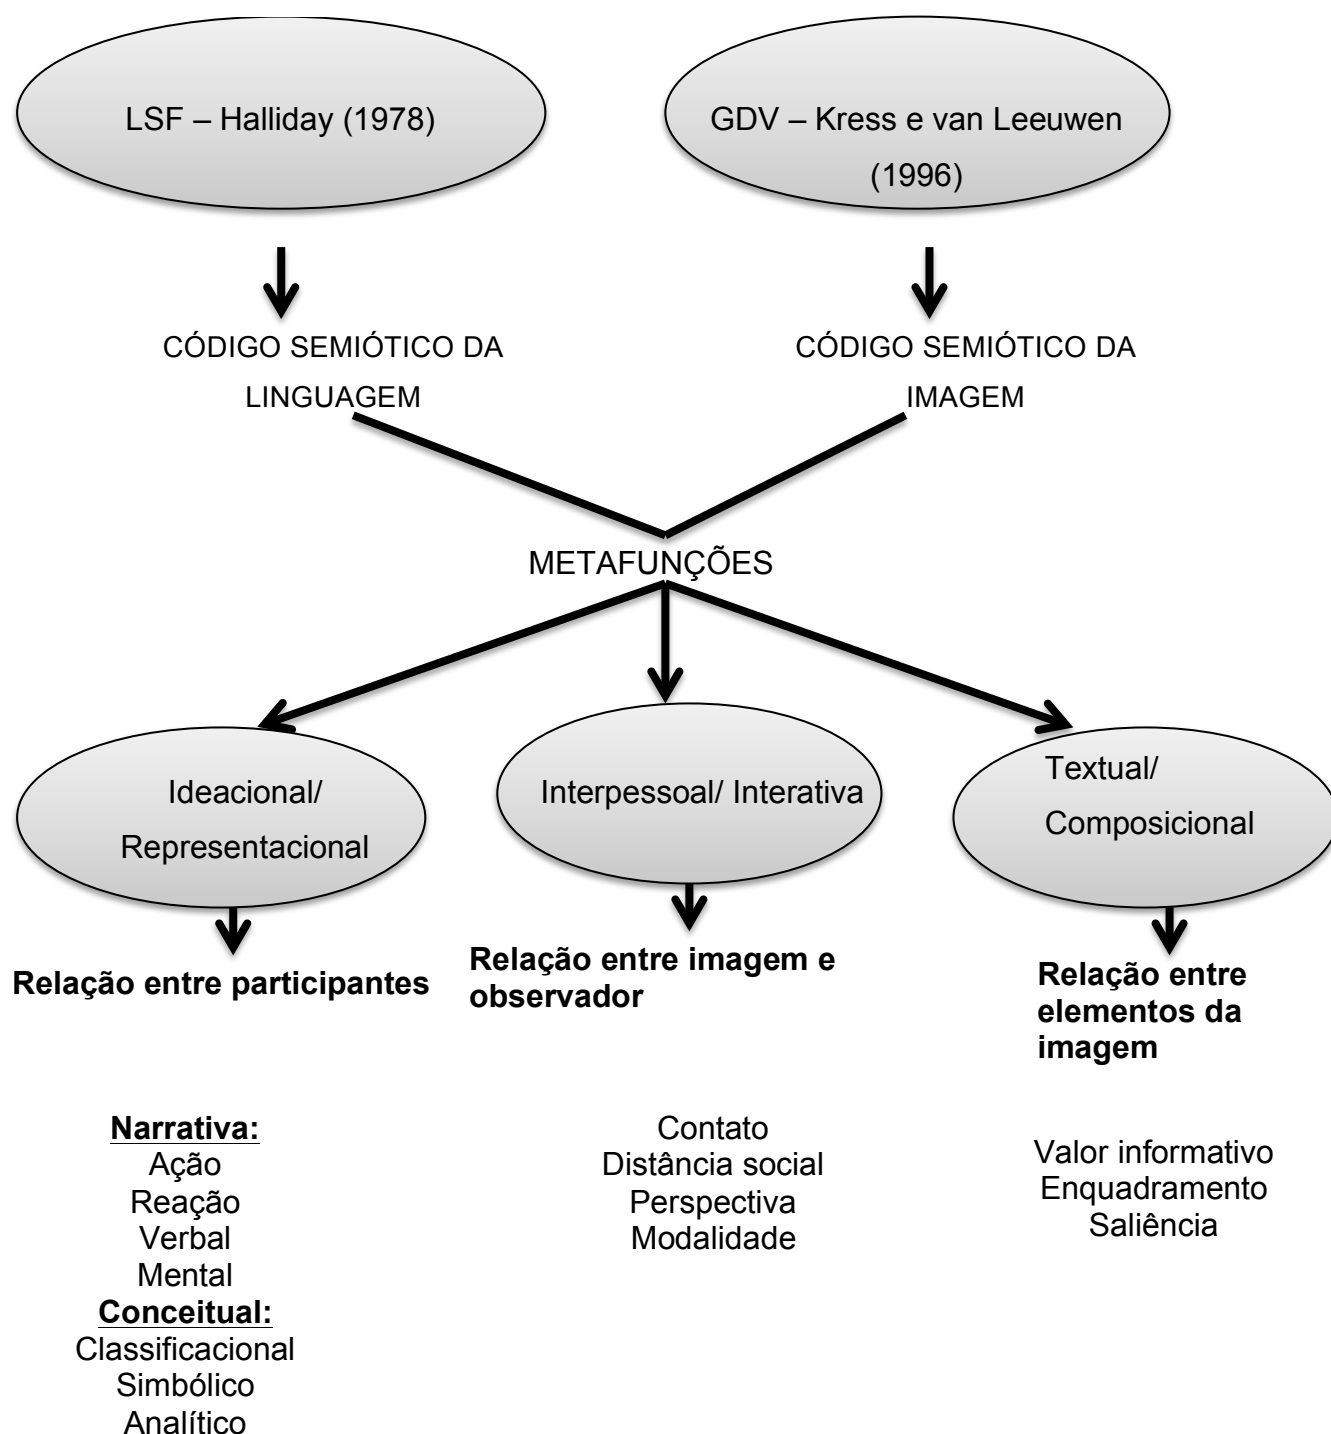 LSF – Halliday (1978)
GDV – Kress e van Leeuwen
(1996)
CÓDIGO SEMIÓTICO DA
LINGUAGEM
CÓDIGO SEMIÓTICO DA
IMAGEM
METAFUNÇÕES
Ideacional/
Representacional
Interpessoal/ Interativa
Textual/
Composicional
Relação entre participantes
Relação entre imagem e
observador
Relação entre
elementos da
imagem
Narrativa:
Ação
Reação
Verbal
Mental
Conceitual:
Classificacional
Simbólico
Analítico
Contato
Distância social
Perspectiva
Modalidade
Valor informativo
Enquadramento
Saliência